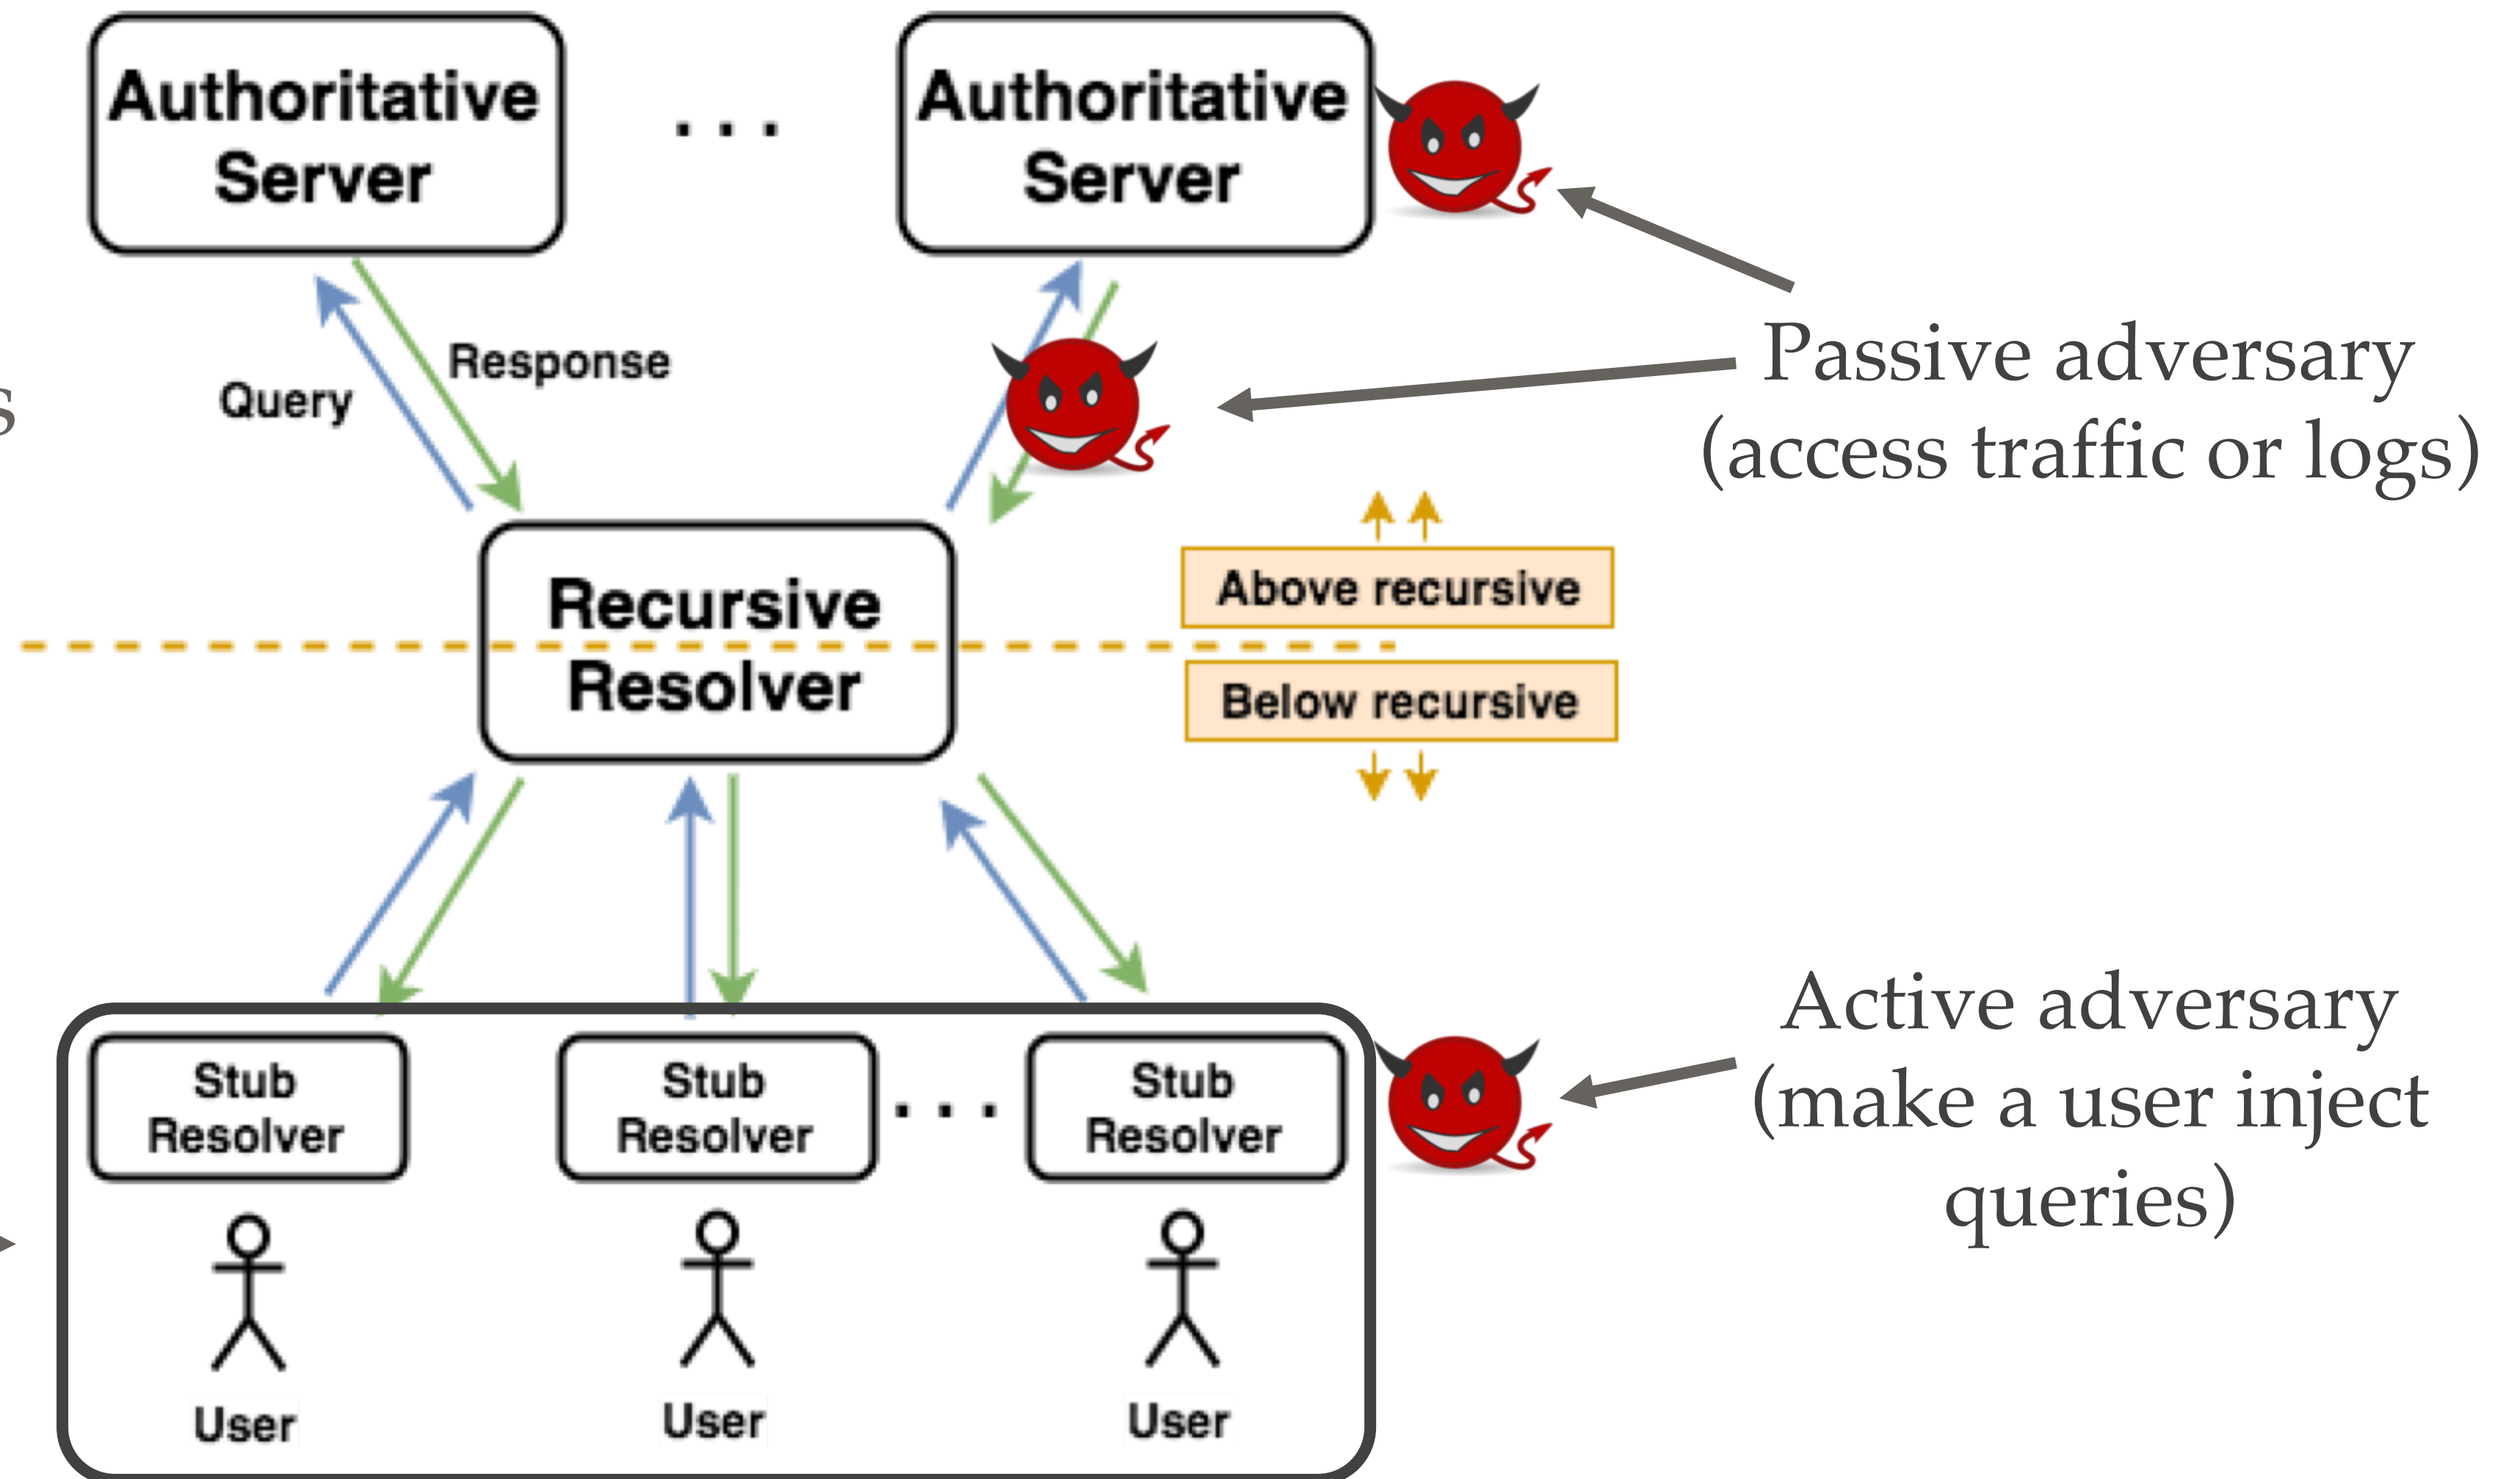 Authoritative
Server
. . .
Authoritative
Server
Response
Query
s
Passive adversary
(access traffic or logs)
Above recursive
Recursive
Resolver
Below recursive
Active adversary
(make a user inject
queries)
Stub
Resolver
Stub
Resolver
. . .
Stub
Resolver
User
User
User